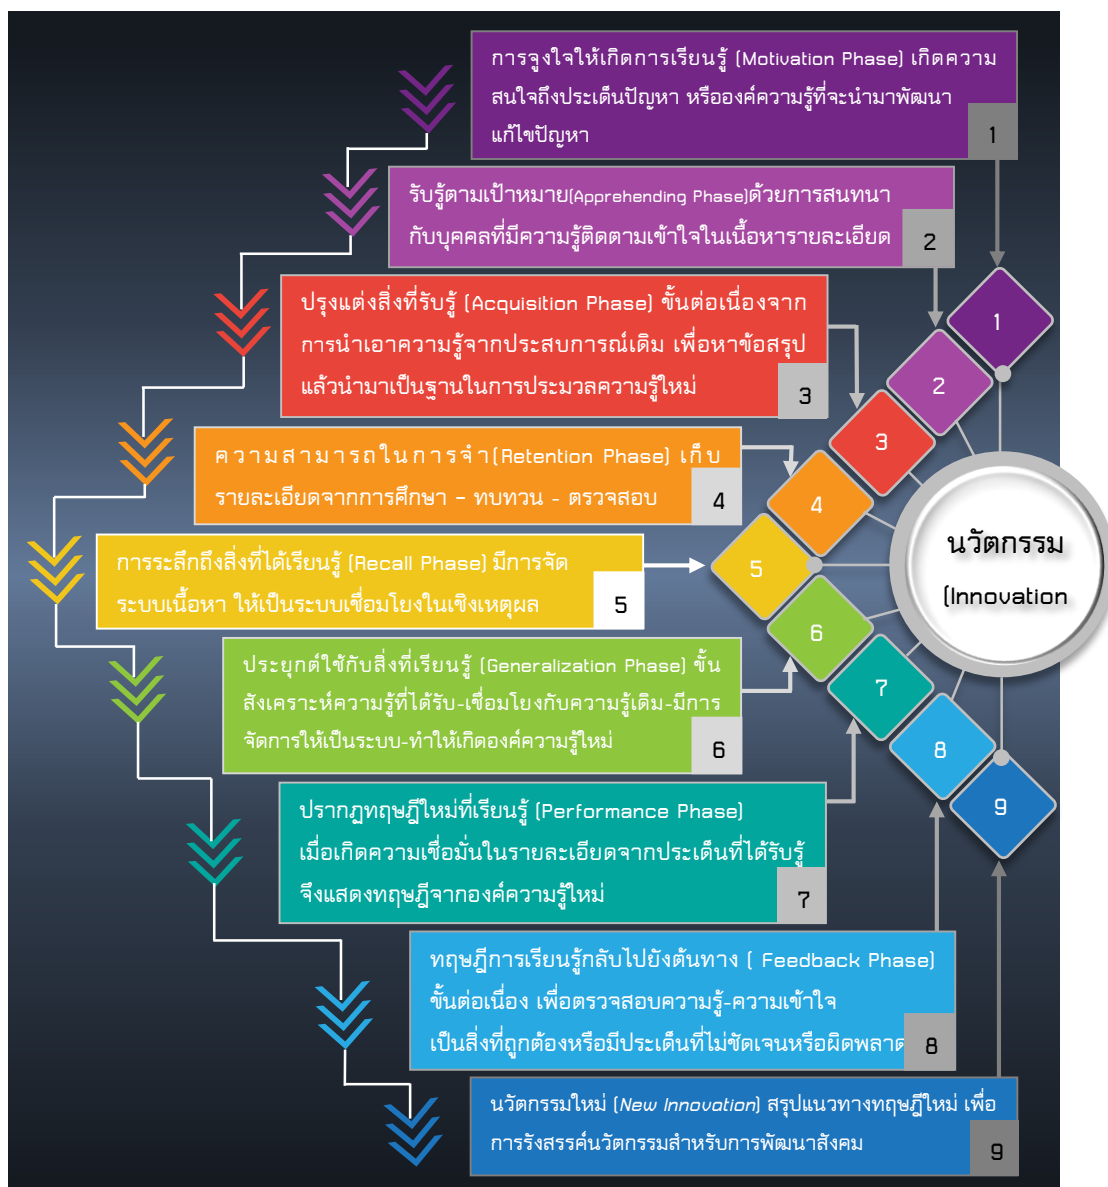 การจูงใจให้เกิดการเรียนรู้ (Motivation Phase) เกิดความ
สนใจถึงประเด็นปัญหา หรือองค์ความรู้ที่จะนำมาพัฒนา
แก้ไขปัญหา
1
รับรู้ตามเป้าหมาย(Apprehending Phase)ด้วยการสนทนา
กับบุคคลที่มีความรู้ติดตามเข้าใจในเนื้อหารายละเอียด
2
ปรุงแต่งสิ่งที่รับรู้ (Acquisition Phase) ขั้นต่อเนื่องจาก
การนำเอาความรู้จากประสบการณ์เดิม เพื่อหาข้อสรุป
แล้วนำมาเป็นฐานในการประมวลความรู้ใหม่
3
ความสามารถในการจำ(Retention Phase) เก็บ
รายละเอียดจากการศึกษา – ทบทวน - ตรวจสอบ
4
การระลึกถึงสิ่งที่ได้เรียนรู้ (Recall Phase) มีการจัด
ระบบเนื้อหา ให้เป็นระบบเชื่อมโยงในเชิงเหตุผล
5
ประยุกต์ใช้กับสิ่งที่เรียนรู้ (Generalization Phase) ขั้น
สังเคราะห์ความรู้ที่ได้รับ-เชื่อมโยงกับความรู้เดิม-มีการ
จัดการให้เป็นระบบ-ทำให้เกิดองค์ความรู้ใหม่
6
ปรากฏทฤษฎีใหม่ที่เรียนรู้ (Performance Phase)
เมื่อเกิดความเชื่อมั่นในรายละเอียดจากประเด็นที่ได้รับรู้
จึงแสดงทฤษฎีจากองค์ความรู้ใหม่
7
ทฤษฎีการเรียนรู้กลับไปยังต้นทาง ( Feedback Phase)
ขั้นต่อเนื่อง เพื่อตรวจสอบความรู้-ความเข้าใจ
เป็นสิ่งที่ถูกต้องหรือมีประเด็นที่ไม่ชัดเจนหรือผิดพลาด
8
นวัตกรรมใหม่ (New Innovation) สรุปแนวทางทฤษฎีใหม่ เพื่อ
การรังสรรค์นวัตกรรมสำหรับการพัฒนาสังคม
9
1
2
3
4
5
6
7
8
9
นวัตกรรม
(Innovation